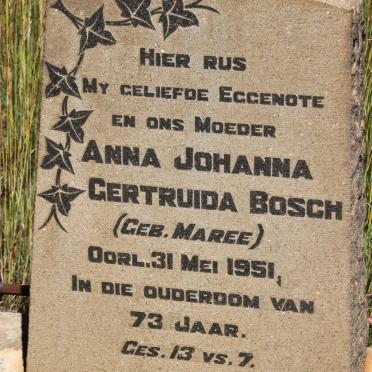 Hier rus
My geliefde Eggenote
en ons Moeder
Anna Johanna
Gertruida Bosch
(Geb. Maree)
Oorl. 31 Mei 1951,
In die ouderdom van
73 Jaar.
Ges. 13 vs. 7.